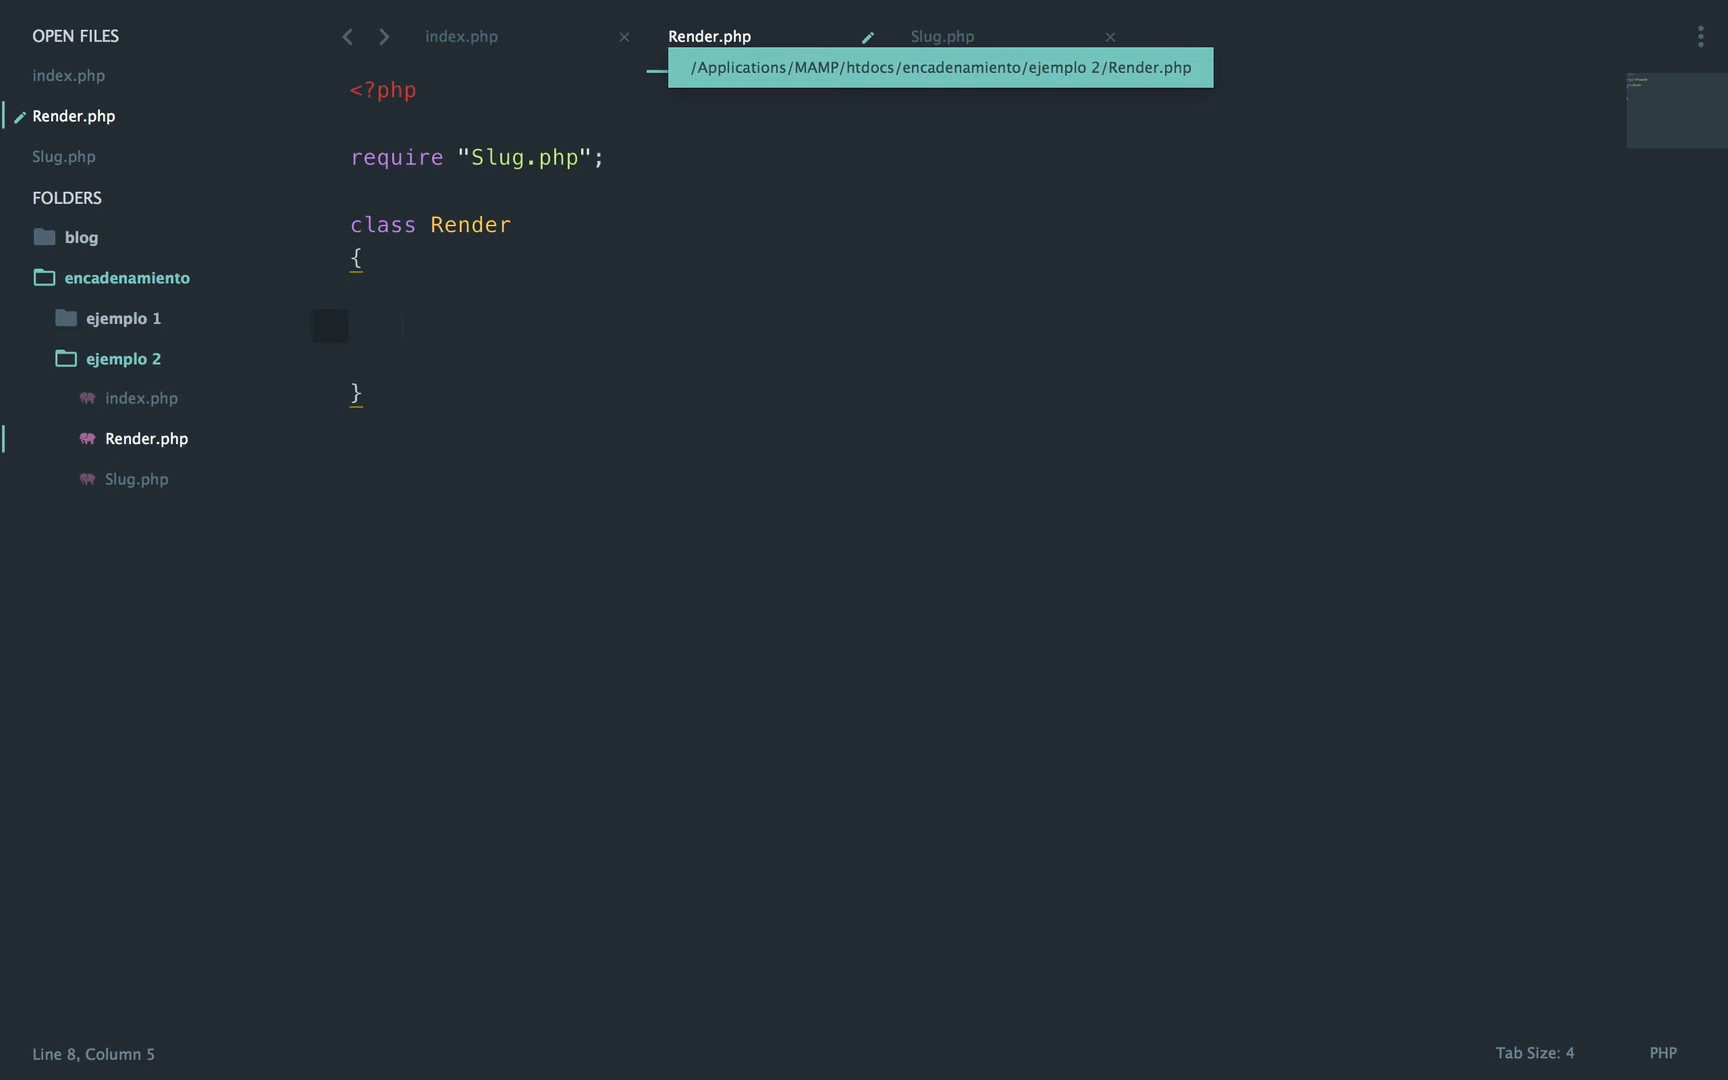 OPEN FILES
index.php
Render.php
Slug.php
FOLDERS
blog
encadenamiento
ejemplo 1
ejemplo 2
index.php
Render.php
Slug.php
index.php
Render.php
Slug.php
/Applications/MAMP/htdocs/encadenamiento/ejemplo 2/Render.php
<?php
require "Slug.php";
class Render
{
}
Line 8, Column 5
Tab Size: 4
PHP